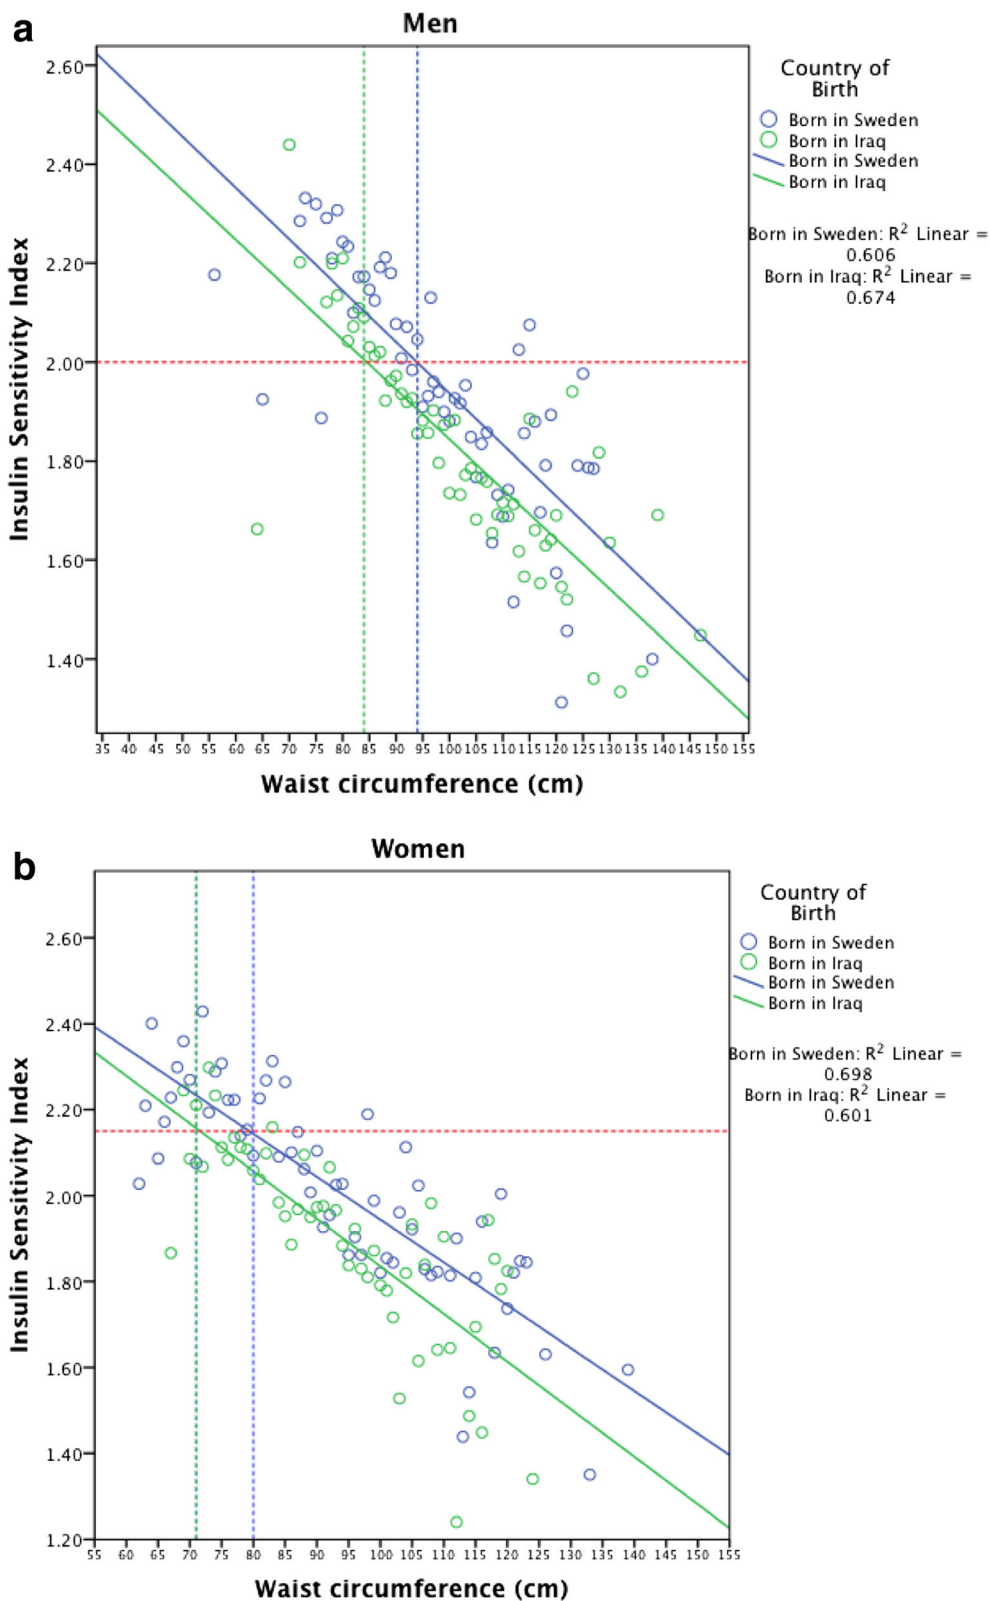 a
Men
Country of
Birth
Born in Sweden
Born in Iraq
Born in Sweden
Born in Iraq
Born in Sweden: R² Linear =
0.606
Born in Iraq: R² Linear =
0.674
Insulin Sensitivity Index
2.60
2.40
2.20
2.00
1.80
1.60
1.40
35 40 45 50 55 60 65 70 75 80 85 90 95 100 105 110 115 120 125 130 135 140 145 150 155
Waist circumference (cm)
b
Women
Country of
Birth
Born in Sweden
Born in Iraq
Born in Sweden
Born in Iraq
Born in Sweden: R² Linear =
0.698
Born in Iraq: R² Linear =
0.601
Insulin Sensitivity Index
2.60
2.40
2.20
2.00
1.80
1.60
1.40
1.20
55 60 65 70 75 80 85 90 95 100 105 110 115 120 125 130 135 140 145 150 155
Waist circumference (cm)